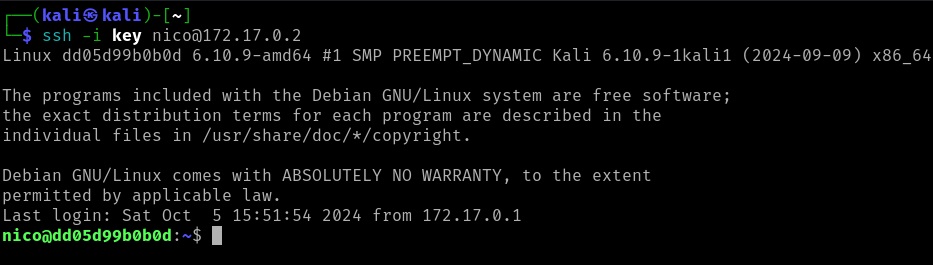 ┌──(kali㉿kali)-[~]
└─$ ssh -i key nico@172.17.0.2
Linux dd05d99b0b0d 6.10.9-amd64 #1 SMP PREEMPT_DYNAMIC Kali 6.10.9-1kali1 (2024-09-09) x86_64
The programs included with the Debian GNU/Linux system are free software;
the exact distribution terms for each program are described in the
individual files in /usr/share/doc/*/copyright.
Debian GNU/Linux comes with ABSOLUTELY NO WARRANTY, to the extent
permitted by applicable law.
Last login: Sat Oct  5 15:51:54 2024 from 172.17.0.1
nico@dd05d99b0b0d:~$